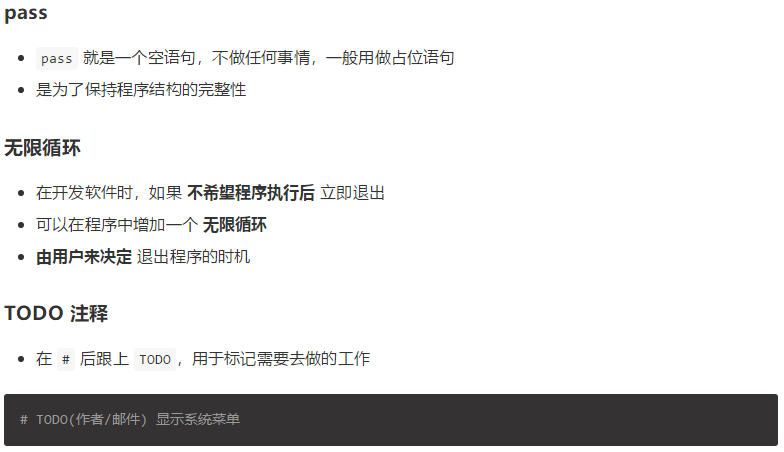 pass
pass 就是一个空语句，不做任何事情，一般用做占位语句
是为了保持程序结构的完整性
无限循环
在开发软件时，如果 不希望程序执行后 立即退出
可以在程序中增加一个 无限循环
由用户来决定 退出程序的时机
TODO 注释
在 # 后跟上 TODO，用于标记需要去做的工作
# TODO(作者/邮件) 显示系统菜单